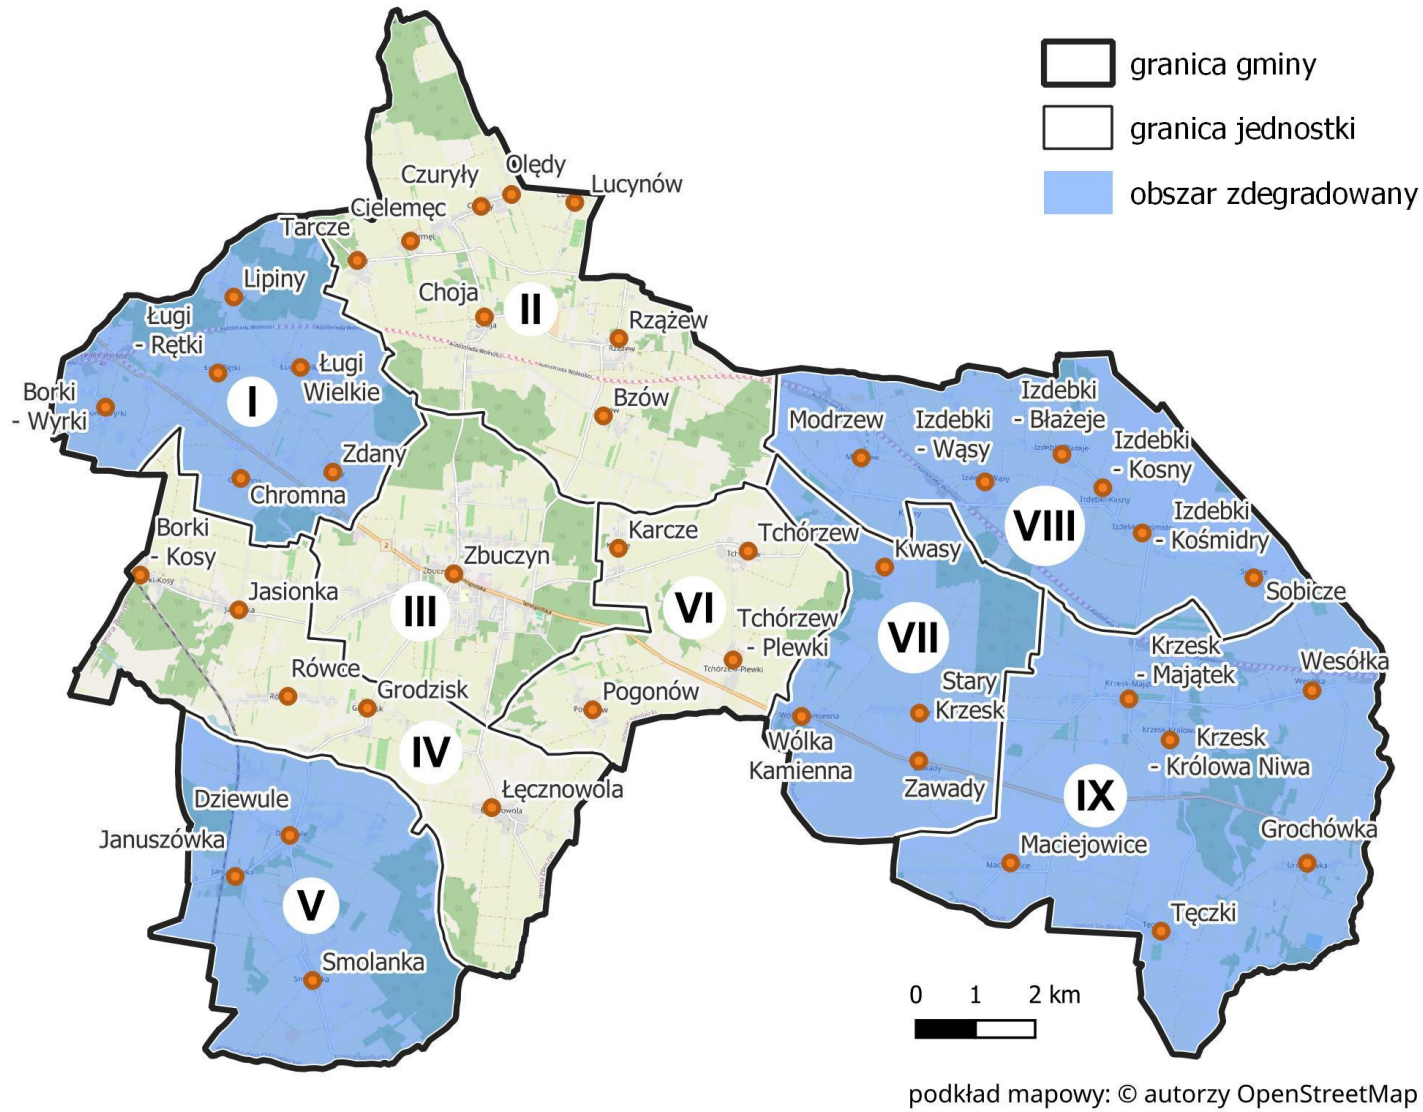 granica gminy
granica jednostki
obszar zdegradowany
Olędy
Czuryły
Lucynów
Cielemęc
Tarcze
Lipiny
Choja
II
Ługi
- Rętki
Rząźew
Ługi
Wielkie
I
Borki
- Wyrki
Bzów
Modrzew
Izdebki
- Wąsy
Izdebki
- Błażeje
Izdebki
- Kosny
Zdany
Chromna
VIII
Izdebki
- Kośmidry
Borki
- Kosy
Karcze
Tchórzew
Kwasy
Zbuczyn
Jasionka
III
VI
Sobicze
Tchórzew
- Plewki
VII
Krzesk
- Majątek
Wesółka
Rówce
Grodzisk
Pogonów
Stary
Krzesk
Wólka
Kamienna
Krzesk
- Królowa Niwa
IV
Zawady
IX
Łęcznowola
Dziewule
Januszówka
Maciejowice
Grochówka
V
Tęczki
Smolanka
0 1 2 km
podkład mapowy: © autorzy OpenStreetMap